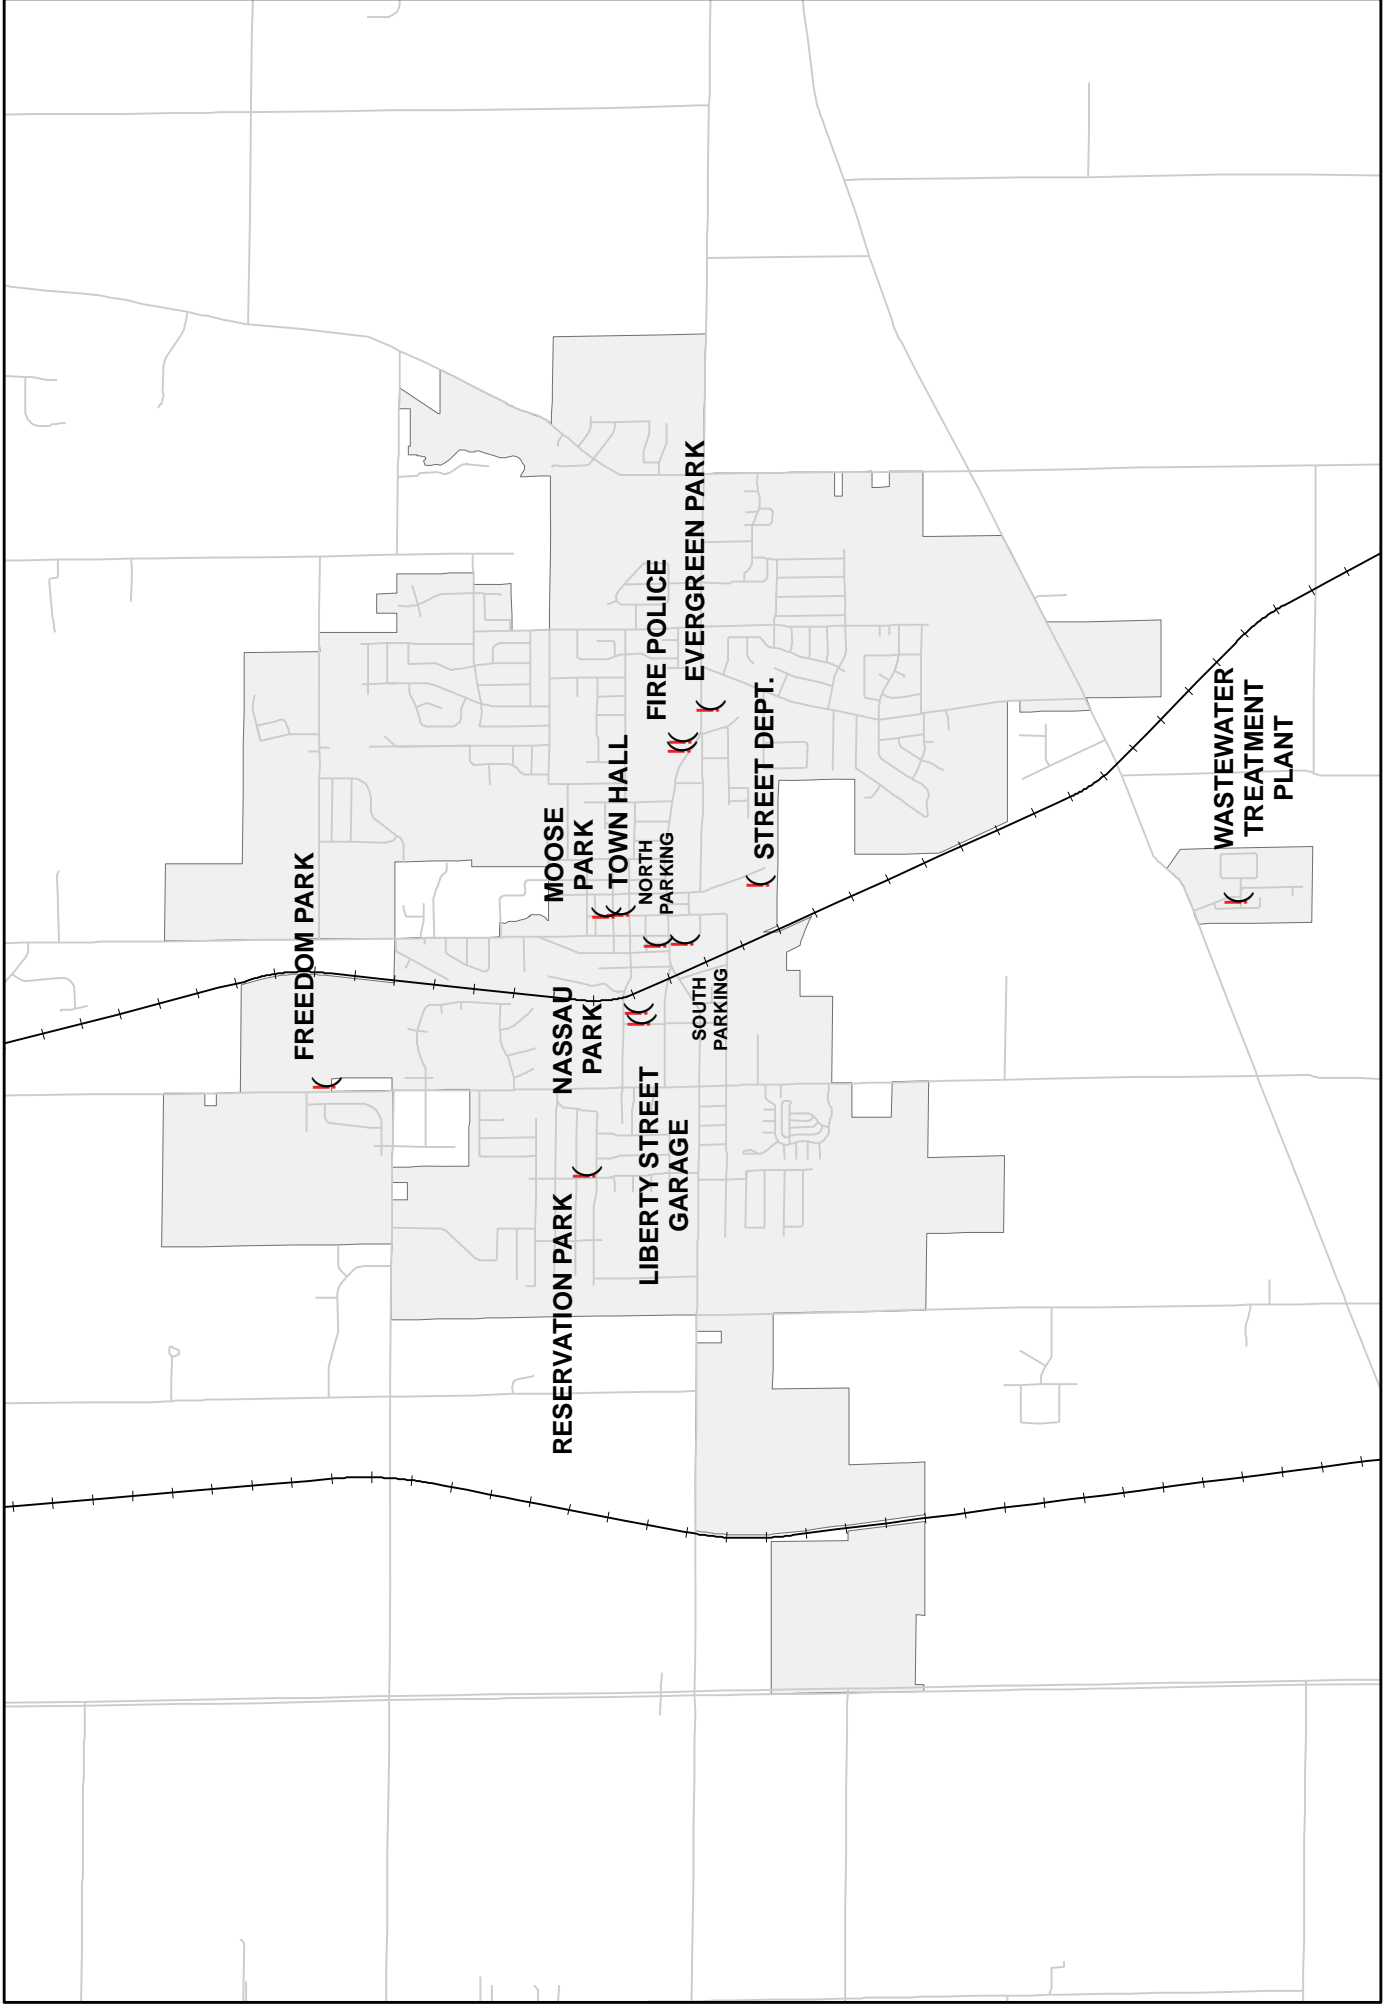 FREEDOM PARK
MOOSE
PARK
TOWN HALL
NORTH
PARKING
FIRE POLICE
EVERGREEN PARK
STREET DEPT.
NASSAU
PARK
SOUTH
PARKING
RESERVATION PARK
LIBERTY STREET
GARAGE
WASTEWATER
TREATMENT
PLANT